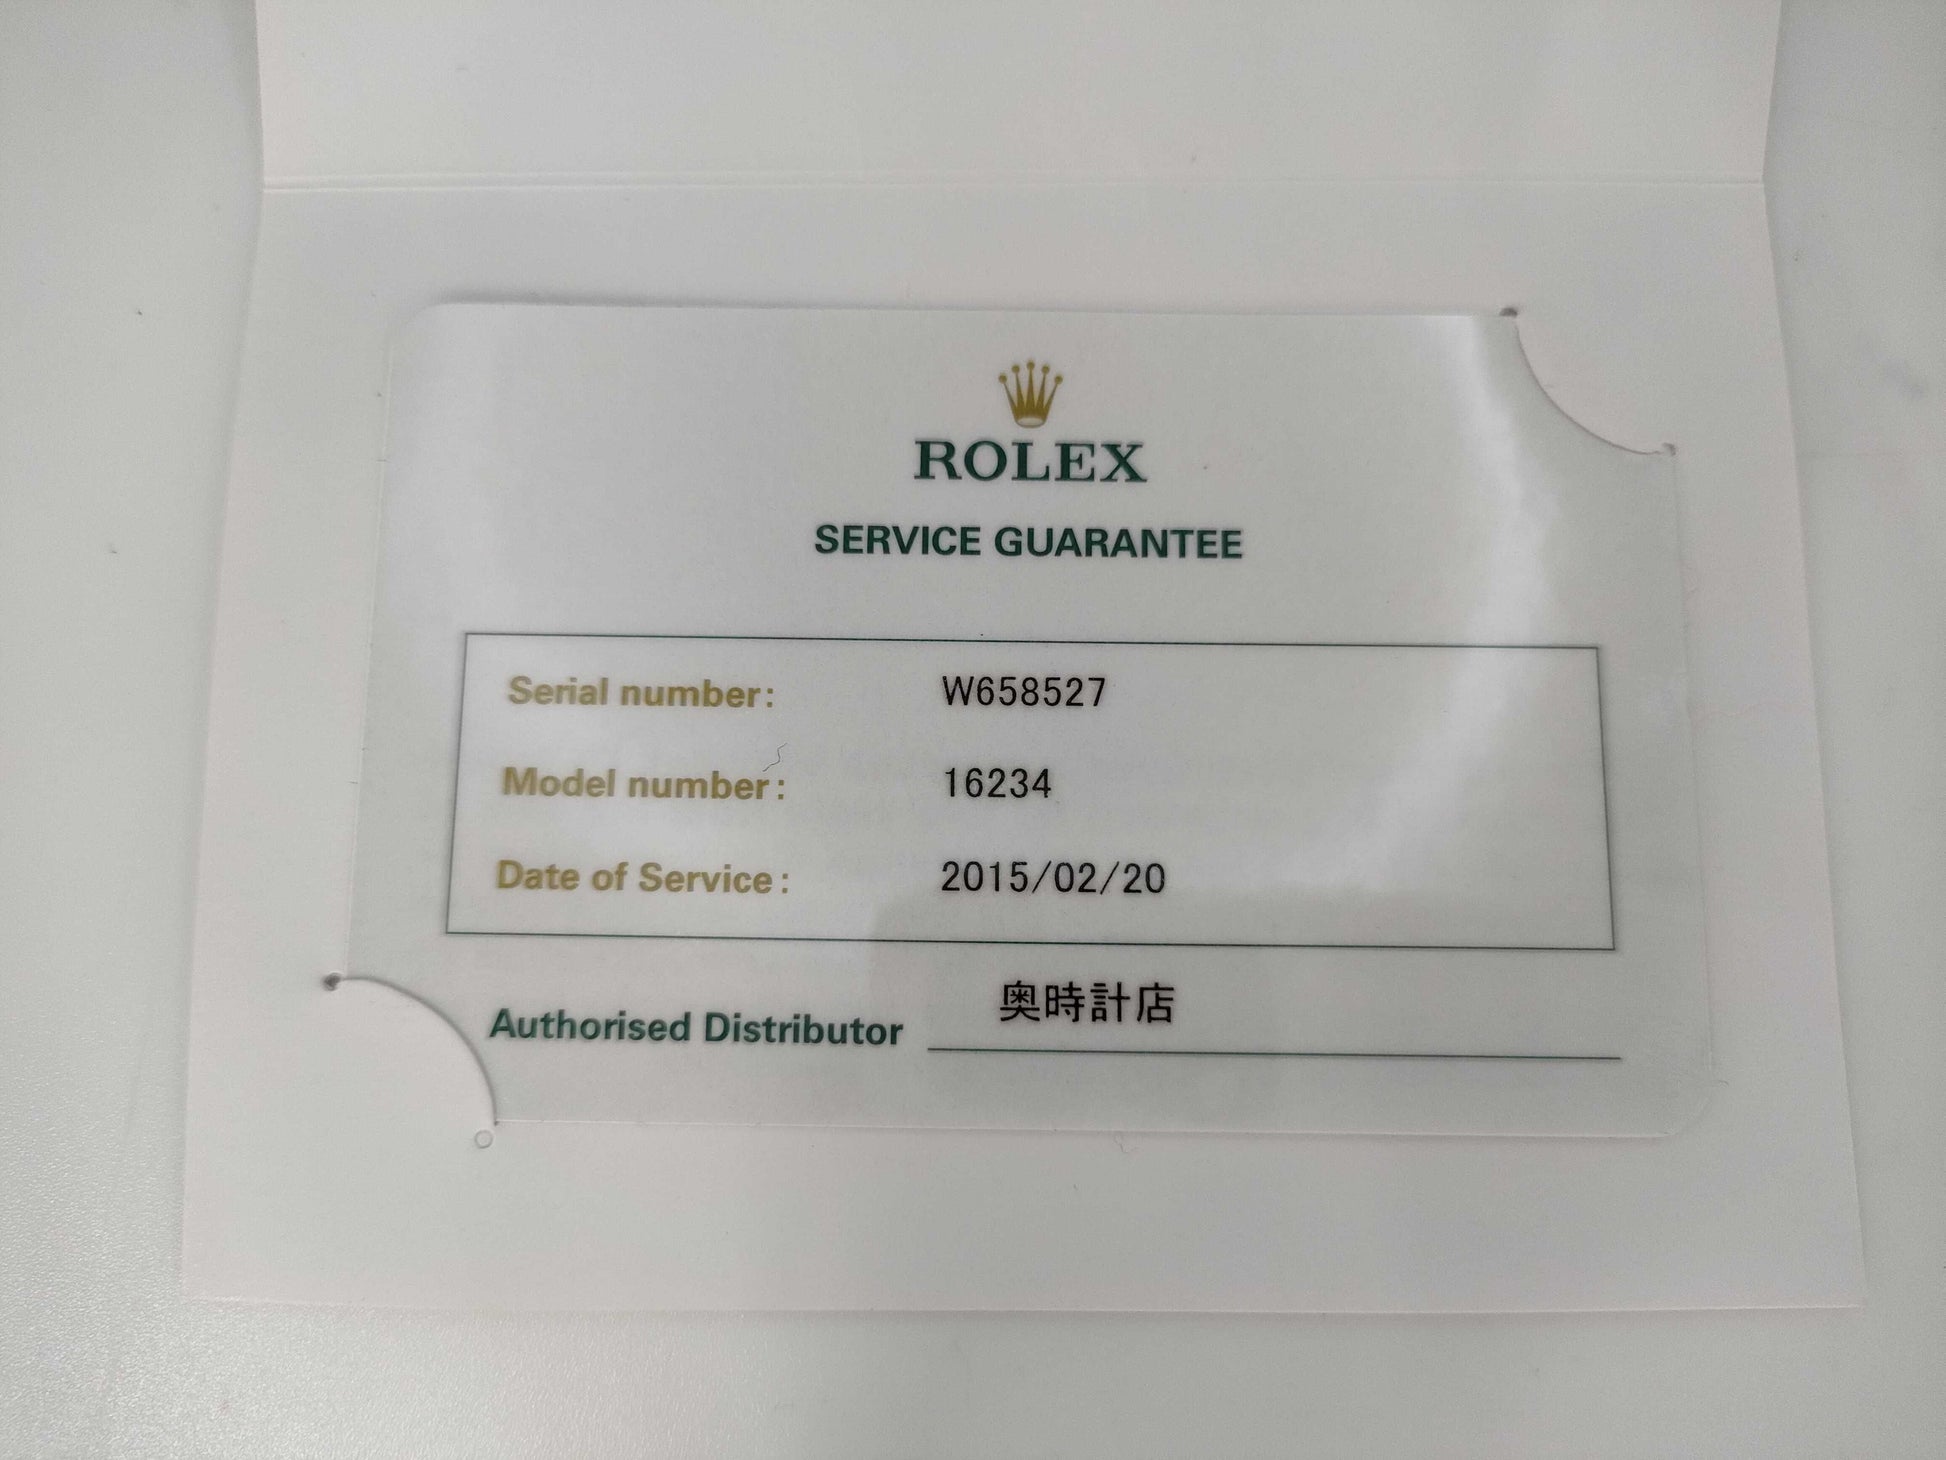 ROLEX
SERVICE GUARANTEE
Serial number: W658527
Model number: 16234
Date of Service: 2015/02/20
Authorised Distributor 奥時計店